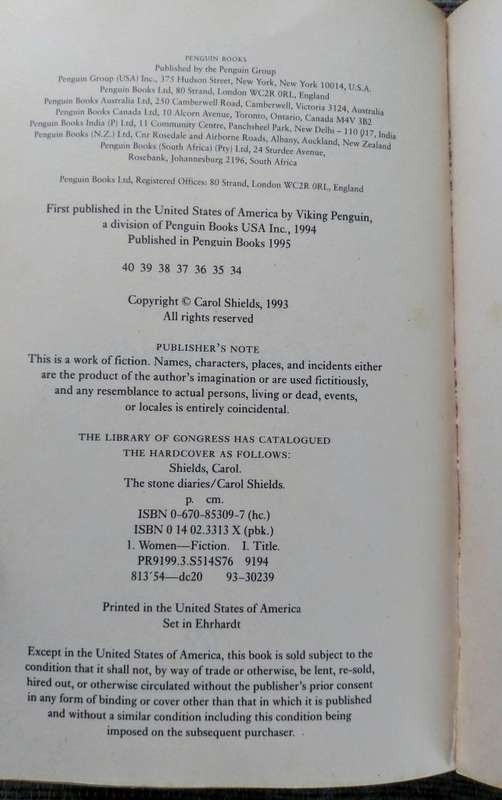 PENGUIN BOOKS
Published by the Penguin Group
Penguin Group (USA) Inc., 375 Hudson Street, New York, New York 10014, U.S.A.
Penguin Books Ltd, 80 Strand, London WC2R 0RL, England
Penguin Books Australia Ltd, 250 Camberwell Road, Camberwell, Victoria 3124, Australia
Penguin Books Canada Ltd, 10 Alcorn Avenue, Toronto, Ontario, Canada M4V 3B2
Penguin Books India (P) Ltd, 11 Community Centre, Panchsheel Park, New Delhi – 110 017, India
Penguin Books (N.Z.) Ltd, Cnr Rosedale and Airborne Roads, Albany, Auckland, New Zealand
Penguin Books (South Africa) (Pty) Ltd, 24 Sturdee Avenue,
Rosebank, Johannesburg 2196, South Africa
Penguin Books Ltd, Registered Offices: 80 Strand, London WC2R 0RL, England
First published in the United States of America by Viking Penguin,
a division of Penguin Books USA Inc., 1994
Published in Penguin Books 1995
40 39 38 37 36 35 34
Copyright © Carol Shields, 1993
All rights reserved
PUBLISHER'S NOTE
This is a work of fiction. Names, characters, places, and incidents either
are the product of the author's imagination or are used fictitiously,
and any resemblance to actual persons, living or dead, events,
or locales is entirely coincidental.
THE LIBRARY OF CONGRESS HAS CATALOGUED
THE HARDCOVER AS FOLLOWS:
Shields, Carol.
The stone diaries/Carol Shields.
p. cm.
ISBN 0-670-85309-7 (hc.)
ISBN 0 14 02.3313 X (pbk.)
1. Women—Fiction. I. Title.
PR9199.3.S514S76 9194
813'54—dc20 93-30239
Printed in the United States of America
Set in Ehrhardt
Except in the United States of America, this book is sold subject to the
condition that it shall not, by way of trade or otherwise, be lent, re-sold,
hired out, or otherwise circulated without the publisher's prior consent
in any form of binding or cover other than that in which it is published
and without a similar condition including this condition being
imposed on the subsequent purchaser.